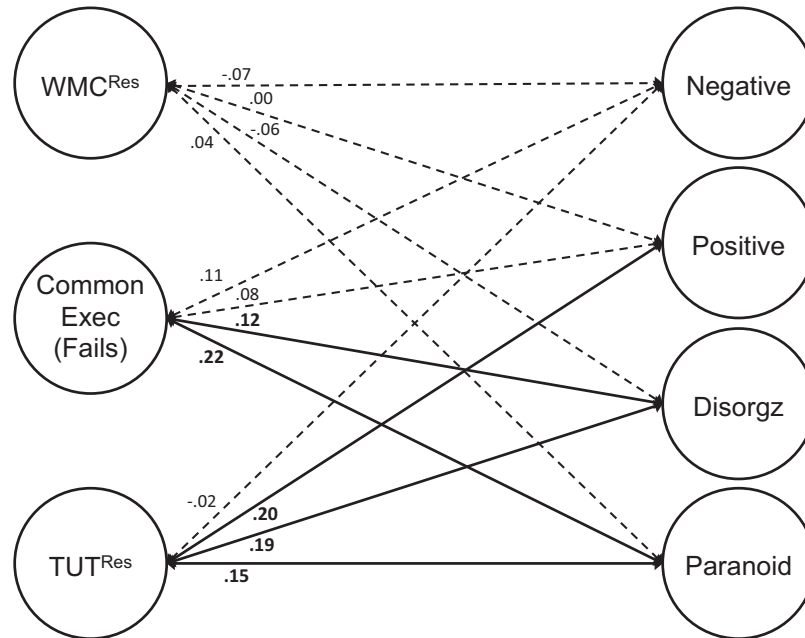 WMCRes
-.07
.00
-.06
.04
Negative
Positive
Common
Exec
(Fails)
.11
.08
.12
.22
Disorgz
TUTRes
-.02
.20
.19
.15
Paranoid